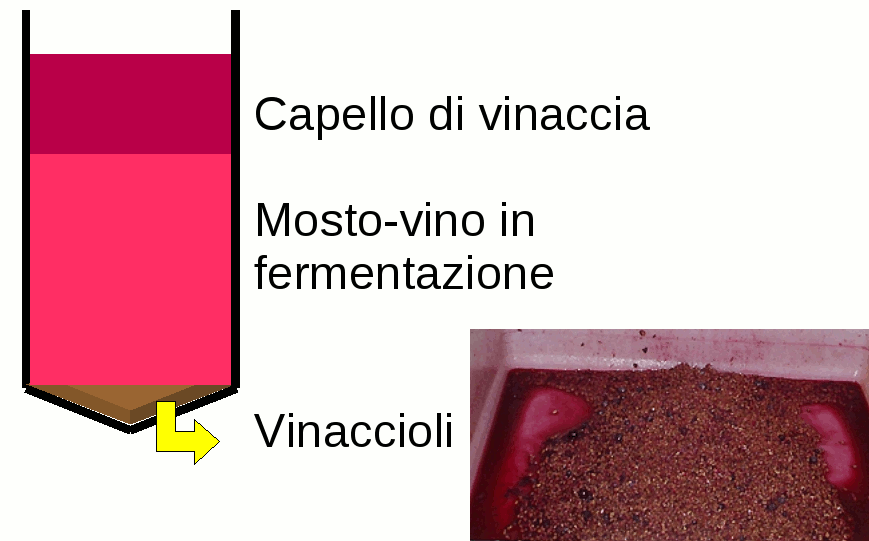 Capello di vinaccia
Mosto-vino in
fermentazione
Vinaccioli